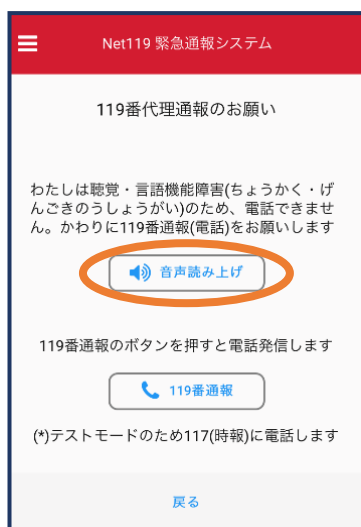 Net119 緊急通報システム
119番代理通報のお願い
わたしは聴覚・言語機能障害(ちょうかく・げ
んごきのうしょうがい)のため、電話できませ
ん。かわりに119番通報(電話)をお願いします
音声読み上げ
119番通報のボタンを押すと電話発信します
119番通報
(*)テストモードのため117(時報)に電話します
戻る